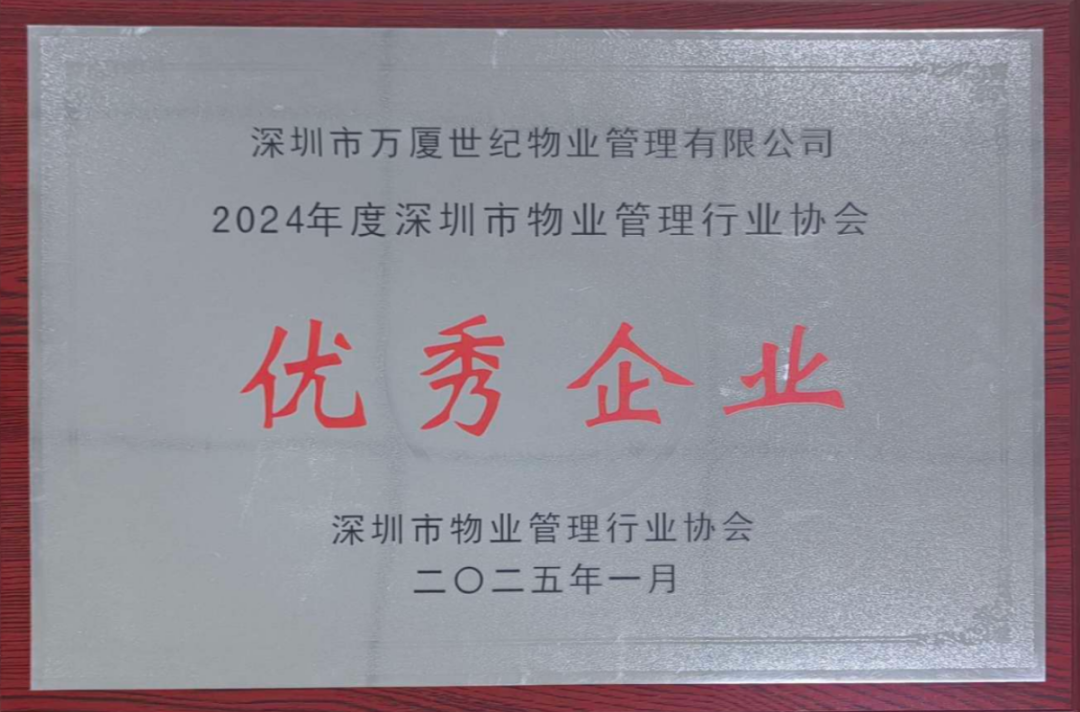 深圳市万厦世纪物业管理有限公司
2024年度深圳市物业管理行业协会
优秀企业
深圳市物业管理行业协会
二〇二五年一月